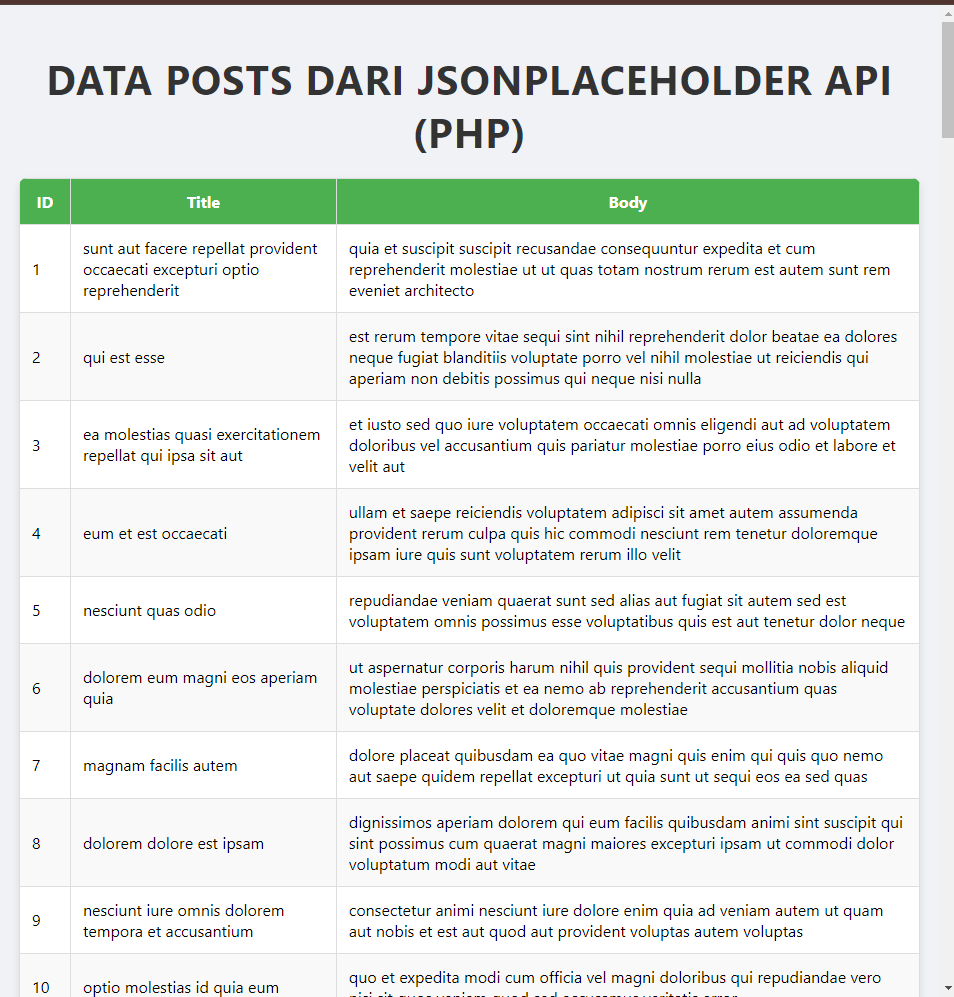 DATA POSTS DARI JSONPLACEHOLDER API
(PHP)
ID Title Body
1
sunt aut facere repellat provident
occaecati excepturi optio
reprehenderit
quia et suscipit suscipit recusandae consequuntur expedita et cum
reprehenderit molestiae ut ut quas totam nostrum rerum est autem sunt rem
eveniet architecto
2
qui est esse
est rerum tempore vitae sequi sint nihil reprehenderit dolor beatae ea dolores
neque fugiat blanditiis voluptate porro vel nihil molestiae ut reiciendis qui
aperiam non debitis possimus qui neque nisi nulla
3
ea molestias quasi exercitationem
repellat qui ipsa sit aut
et iusto sed quo iure voluptatem occaecati omnis eligendi aut ad voluptatem
doloribus vel accusantium quis pariatur molestiae porro eius odio et labore et
velit aut
4
eum et est occaecati
ullam et saepe reiciendis voluptatem adipisci sit amet autem assumenda
provident rerum culpa quis hic commodi nesciunt rem tenetur doloremque
ipsam iure quis sunt voluptatem rerum illo velit
5
nesciunt quas odio
repudiandae veniam quaerat sunt sed alias aut fugiat sit autem sed est
voluptatem omnis possimus esse voluptatibus quis est aut tenetur dolor neque
6
dolorem eum magni eos aperiam
quia
ut aspernatur corporis harum nihil quis provident sequi mollitia nobis aliquid
molestiae perspiciatis et ea nemo ab reprehenderit accusantium quas
voluptate dolores velit et doloremque molestiae
7
magnam facilis autem
dolore placeat quibusdam ea quo vitae magni quis enim qui quis quo nemo
aut saepe quidem repellat excepturi ut quia sunt ut sequi eos ea sed quas
8
dolorem dolore est ipsam
dignissimos aperiam dolorem qui eum facilis quibusdam animi sint suscipit qui
sint possimus cum quaerat magni maiores excepturi ipsam ut commodi dolor
voluptatum modi aut vitae
9
nesciunt iure omnis dolorem
tempora et accusantium
consectetur animi nesciunt iure dolore enim quia ad veniam autem ut quam
aut nobis et est aut quod aut provident voluptas autem voluptas
10
optio molestias id quia eum
quo et expedita modi cum officia vel magni doloribus qui repudiandae vero